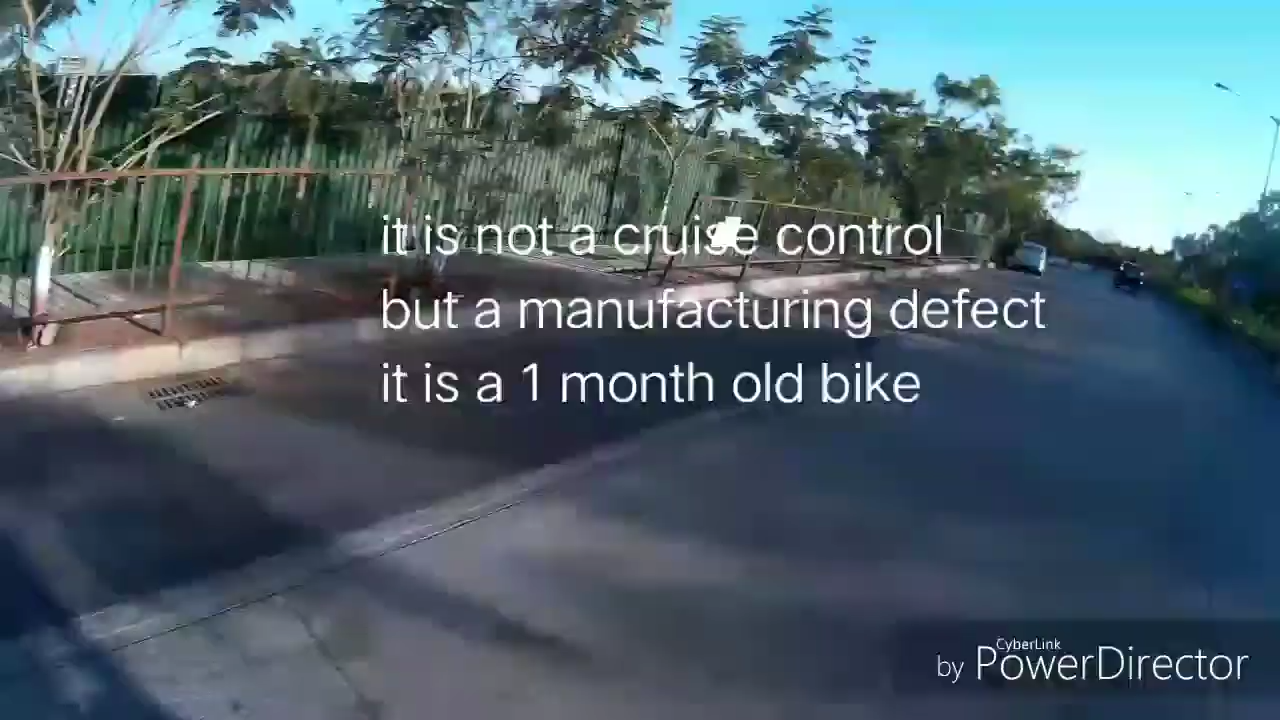 it is not a cruise control
but a manufacturing defect
it is a 1 month old bike
CyberLink
by PowerDirector